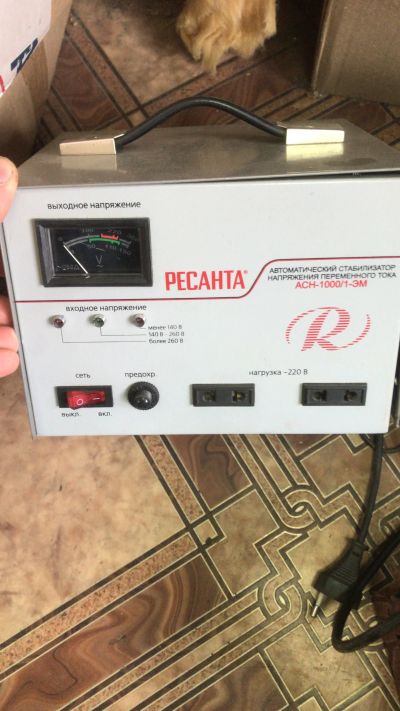 выходное напряжение
V
РЕСАНТА®
АВТОМАТИЧЕСКИЙ СТАБИЛИЗАТОР
НАПРЯЖЕНИЯ ПЕРЕМЕННОГО ТОКА
АСН-1000/1-ЭМ
входное напряжение
менее 140 В
140 В - 260 В
более 260 В
R
сеть
предохр.
нагрузка ~220 В
выкл.
вкл.